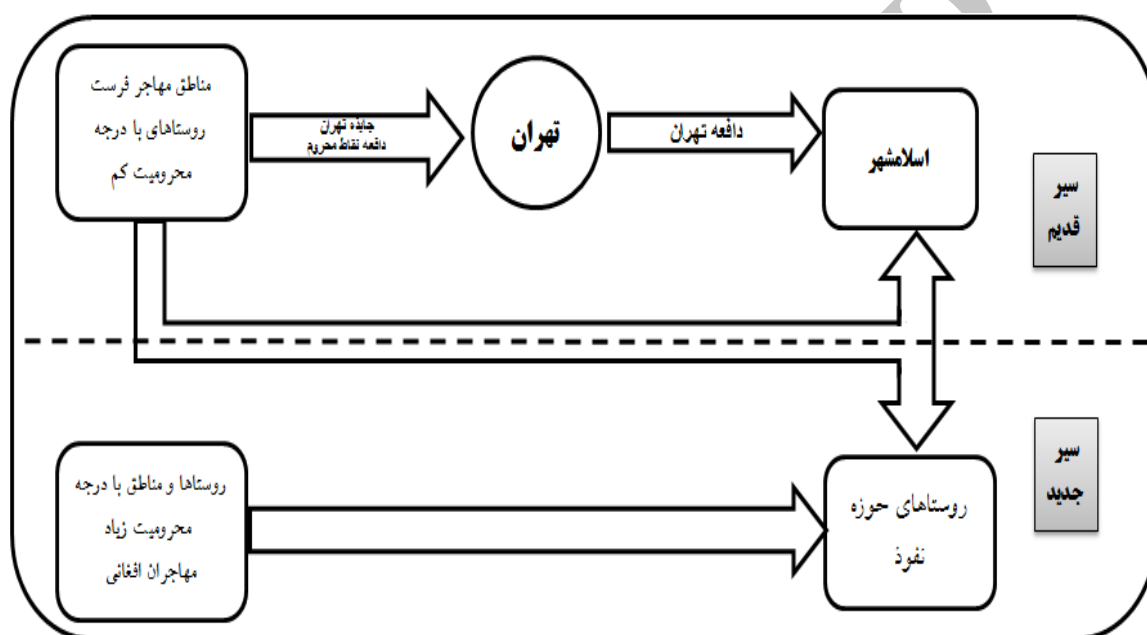 مناطق مهاجر فرست
روستاهای با درجه
محرومیت کم
جایذه تهران
دافعه نقاط محروم
تهران
دافعه تهران
اسلامشهر
سیر
قدیم
روستاها و مناطق با درجه
محرومیت زیاد
مهاجران افغانی
روستاهای حوزه
نفوذ
سیر
جدید